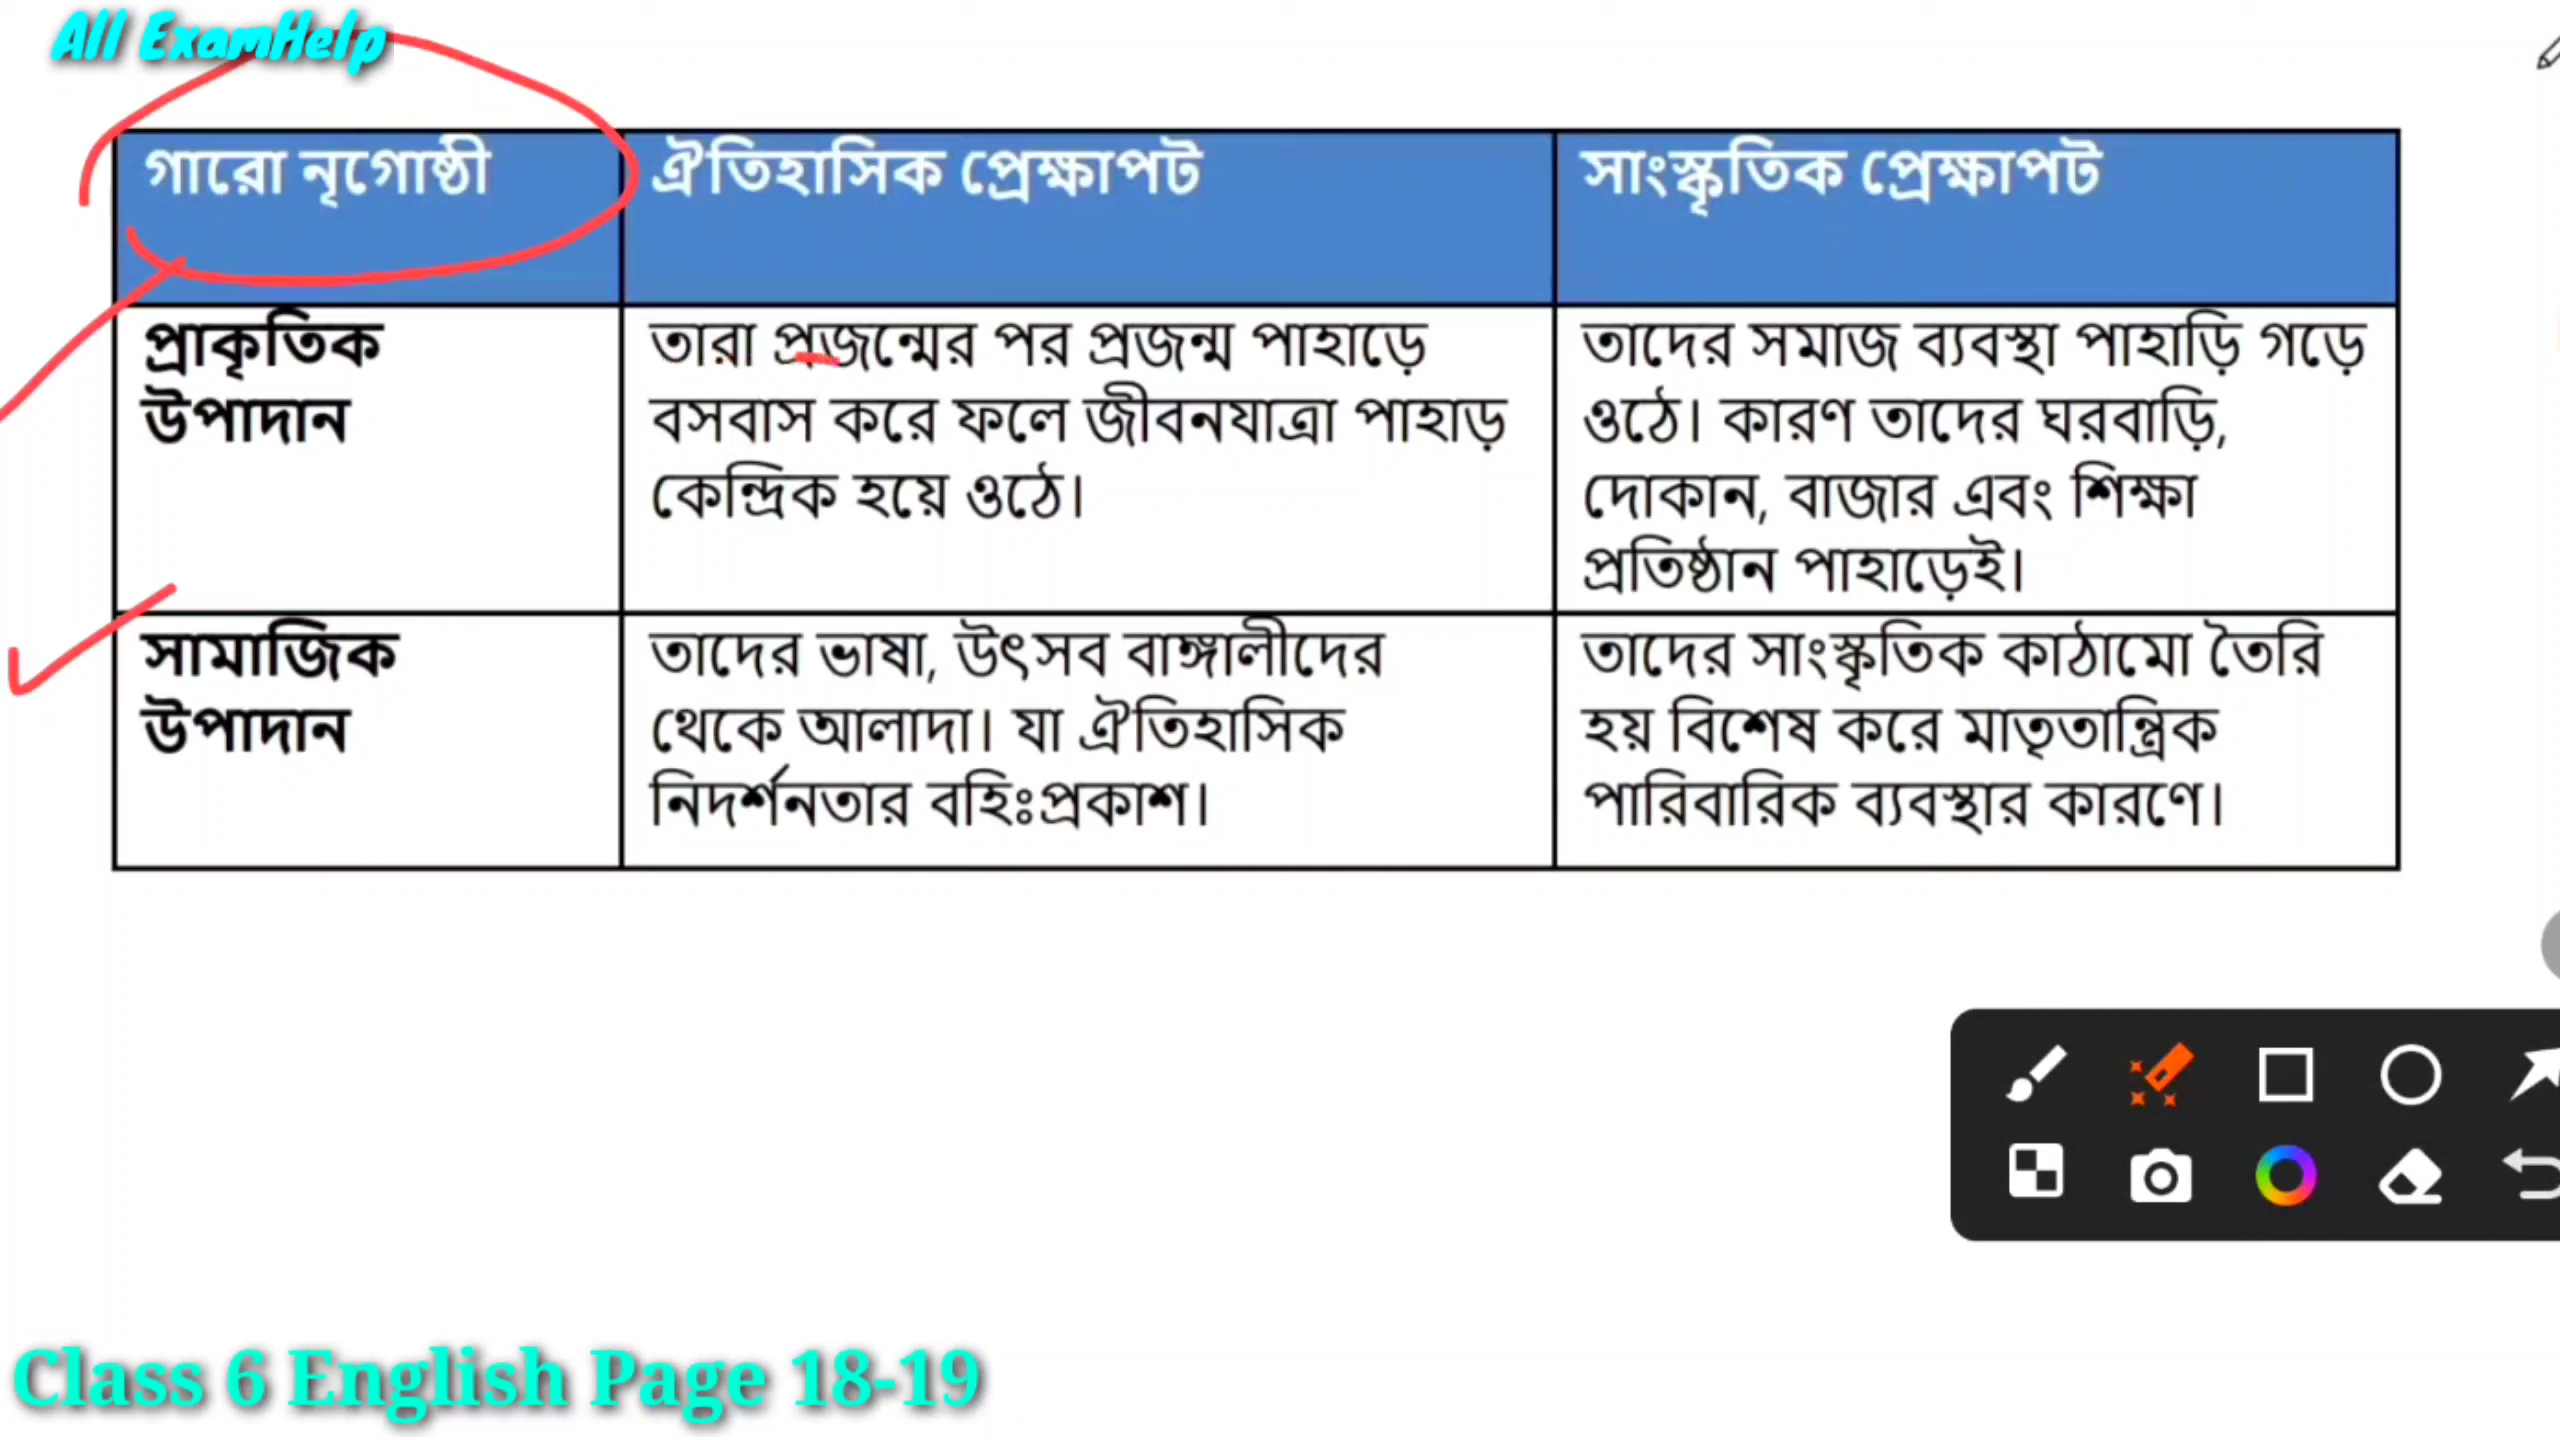 All ExamHelp
গারো নৃগোষ্ঠী
ঐতিহাসিক প্রেক্ষাপট
সাংস্কৃতিক প্রেক্ষাপট
প্রাকৃতিক
উপাদান
তারা প্রজন্মের পর প্রজন্ম পাহাড়ে
বসবাস করে ফলে জীবনযাত্রা পাহাড়
কেন্দ্রিক হয়ে ওঠে।
তাদের সমাজ ব্যবস্থা পাহাড়ি গড়ে
ওঠে। কারণ তাদের ঘরবাড়ি,
দোকান, বাজার এবং শিক্ষা
প্রতিষ্ঠান পাহাড়েই।
সামাজিক
উপাদান
তাদের ভাষা, উৎসব বাঙ্গালীদের
থেকে আলাদা। যা ঐতিহাসিক
নিদর্শনতার বহিঃপ্রকাশ।
তাদের সাংস্কৃতিক কাঠামো তৈরি
হয় বিশেষ করে মাতৃতান্ত্রিক
পারিবারিক ব্যবস্থার কারণে।
Class 6 English Page 18-19